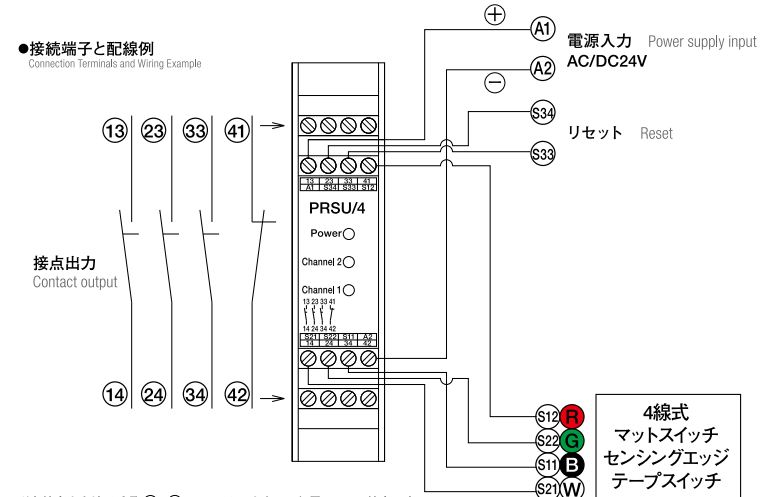 ●接続端子と配線例
Connection Terminals and Wiring Example
⊕ A1 電源入力 Power supply input
A2 AC/DC24V
⊖
S34
リセット Reset
S33
13 23 33 41
13 23 33 41
A1 S34 S33 S12
PRSU/4
Power
Channel 2
Channel 1
13 23 33 41
14 24 34 42
S21 S22 S11 A2
14 24 34 42
接点出力
Contact output
14 24 34 42
S12 R
S22 G
S11 B
S21 W
4線式
マットスイッチ
センシングエッジ
テープスイッチ